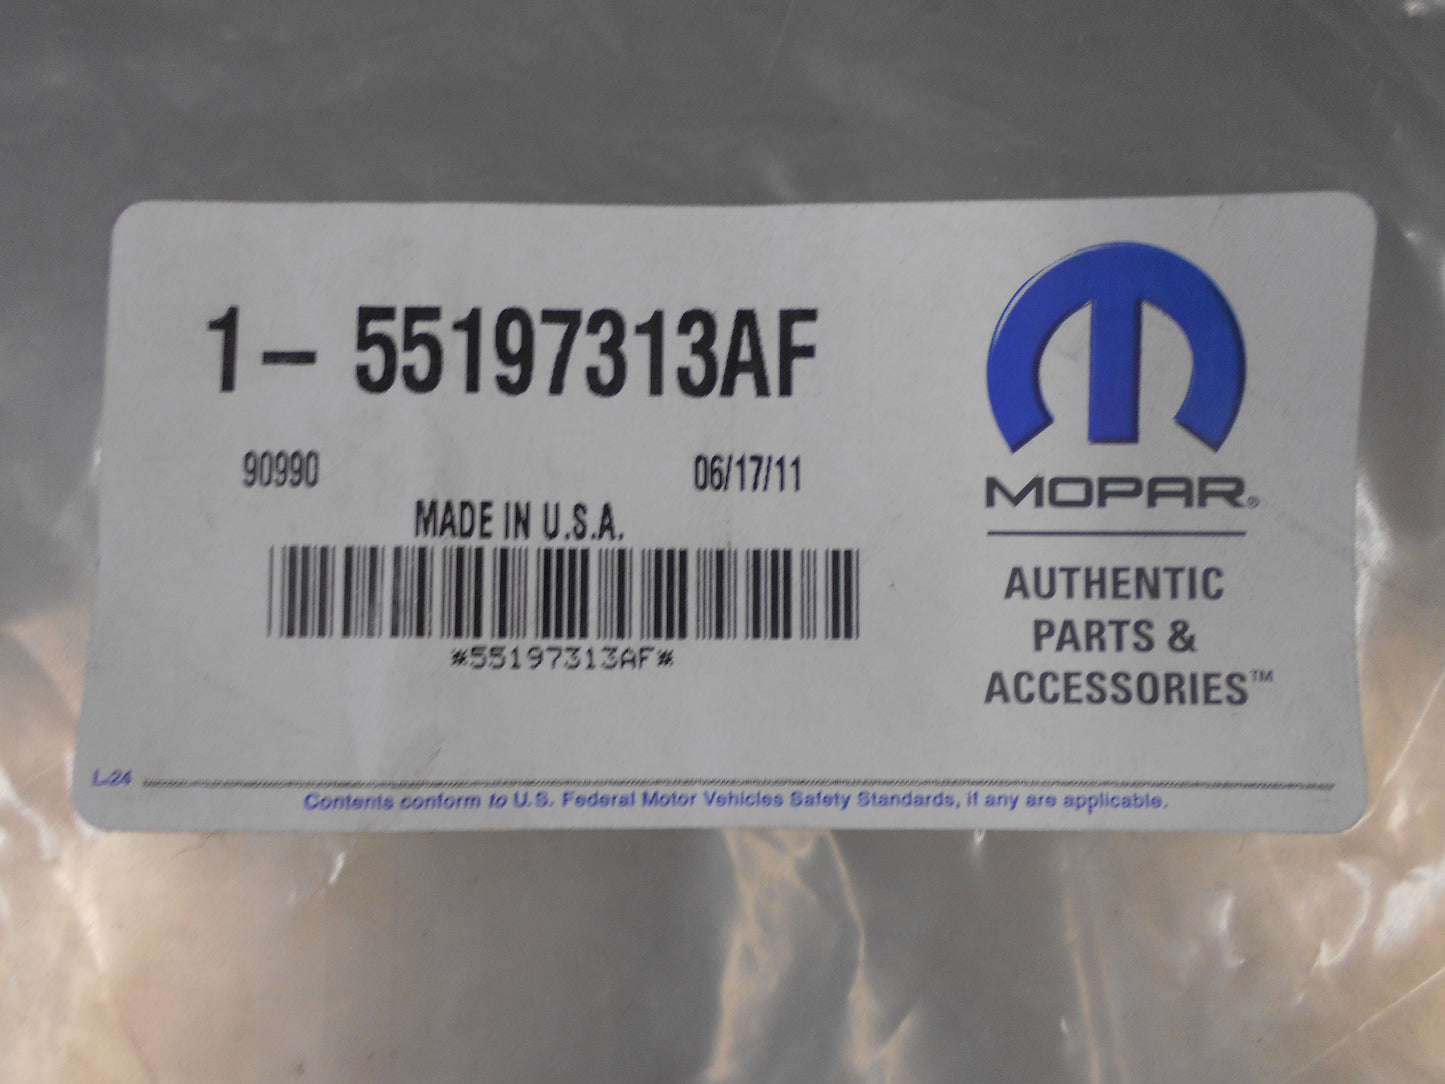 1- 55197313AF
90990 06/17/11
MADE IN U.S.A.
*55197313AF*
MOPAR®
AUTHENTIC
PARTS &
ACCESSORIES™
L-24
Contents conform to U.S. Federal Motor Vehicles Safety Standards, if any are applicable.